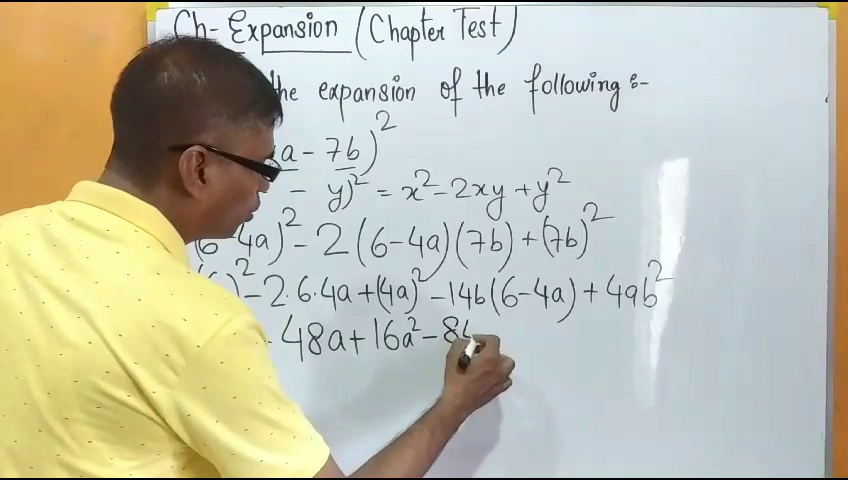 Ch- Expansion (Chapter Test)
the expansion of the following :-
a - 7b)²
- y)² = x² - 2xy + y²
(6-4a)² - 2(6-4a)(7b) + (7b)²
)² - 2·6·4a + (4a)² - 14b(6-4a) + 49b²
48a + 16a² - 84